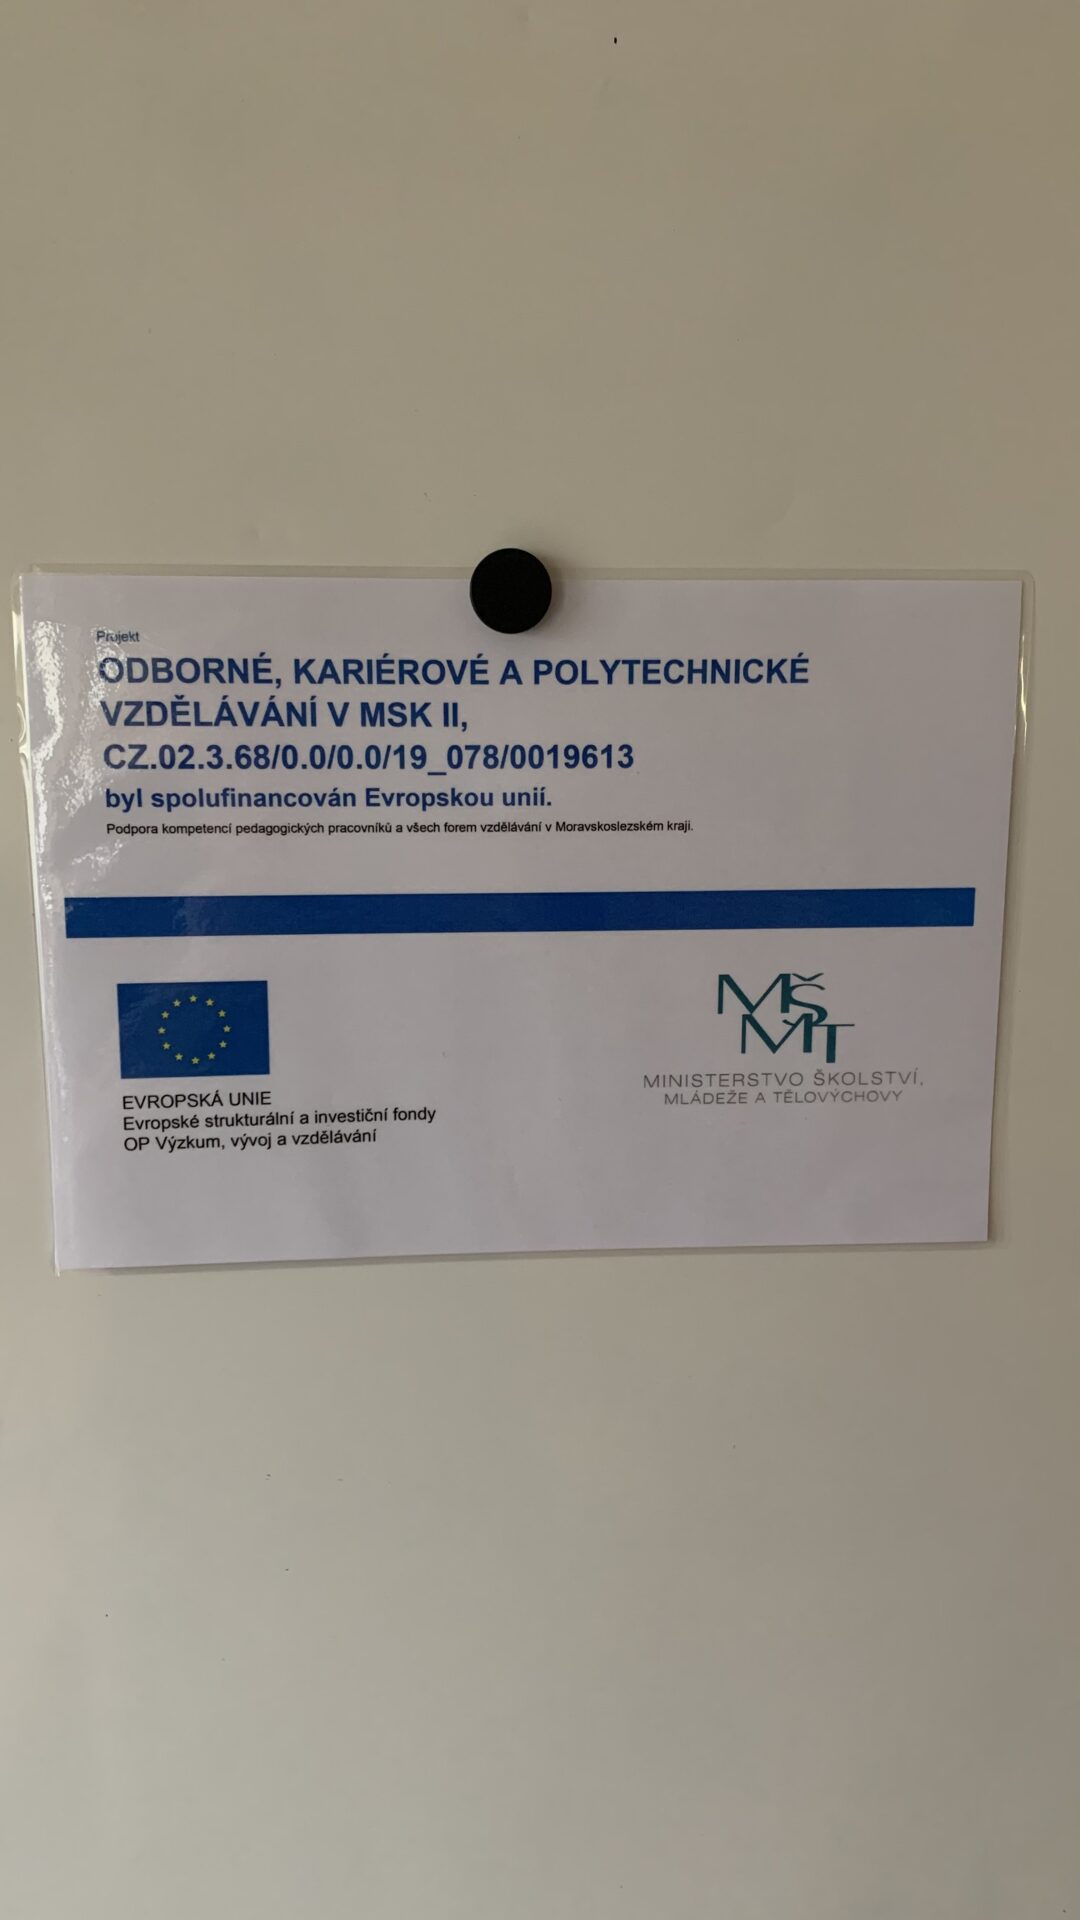 Projekt
ODBORNÉ, KARIÉROVÉ A POLYTECHNICKÉ
VZDĚLÁVÁNÍ V MSK II,
CZ.02.3.68/0.0/0.0/19_078/0019613
byl spolufinancován Evropskou unií.
Podpora kompetencí pedagogických pracovníků a všech forem vzdělávání v Moravskoslezském kraji.
EVROPSKÁ UNIE
Evropské strukturální a investiční fondy
OP Výzkum, vývoj a vzdělávání
MŠ
MT
MINISTERSTVO ŠKOLSTVÍ,
MLÁDEŽE A TĚLOVÝCHOVY